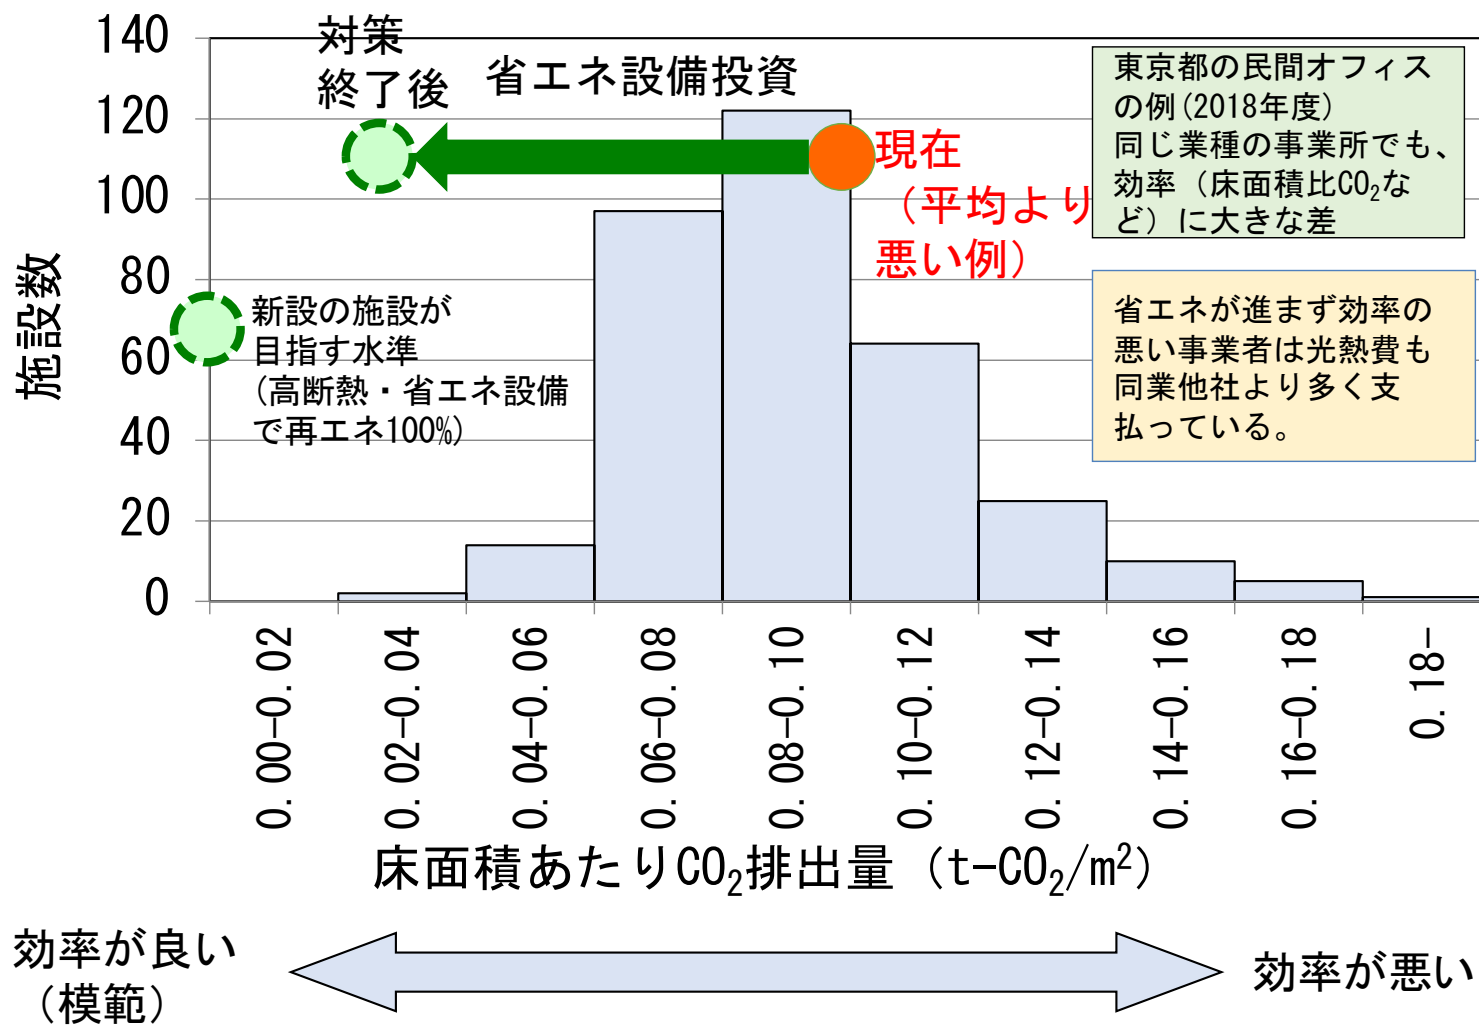 対策
終了後
省エネ設備投資
現在
（平均より
悪い例）
東京都の民間オフィス
の例(2018年度)
同じ業種の事業所でも、
効率（床面積比CO₂な
ど）に大きな差
省エネが進まず効率の
悪い事業者は光熱費も
同業他社より多く支
払っている。
新設の施設が
目指す水準
(高断熱・省エネ設備
で再エネ100%)
施設数
140
120
100
80
60
40
20
0
0.00-0.02
0.02-0.04
0.04-0.06
0.06-0.08
0.08-0.10
0.10-0.12
0.12-0.14
0.14-0.16
0.16-0.18
0.18-
床面積あたりCO₂排出量（t-CO₂/m²）
効率が良い
（模範）
効率が悪い